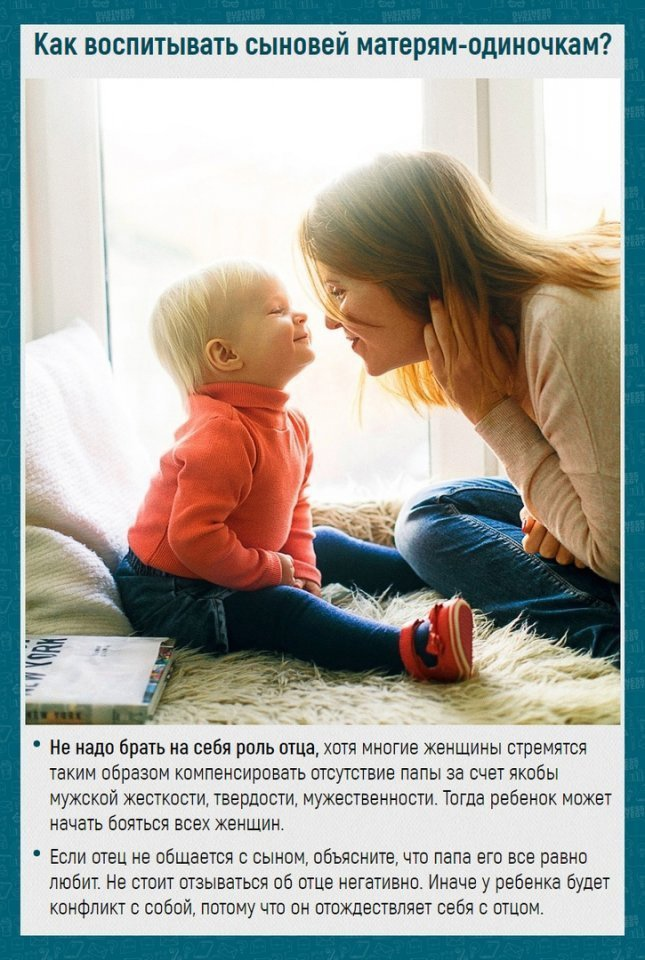 Как воспитывать сыновей матерям-одиночкам?
W YORK
NEW YORK
• Не надо брать на себя роль отца, хотя многие женщины стремятся
таким образом компенсировать отсутствие папы за счет якобы
мужской жесткости, твердости, мужественности. Тогда ребенок может
начать бояться всех женщин.
• Если отец не общается с сыном, объясните, что папа его все равно
любит. Не стоит отзываться об отце негативно. Иначе у ребенка будет
конфликт с собой, потому что он отождествляет себя с отцом.